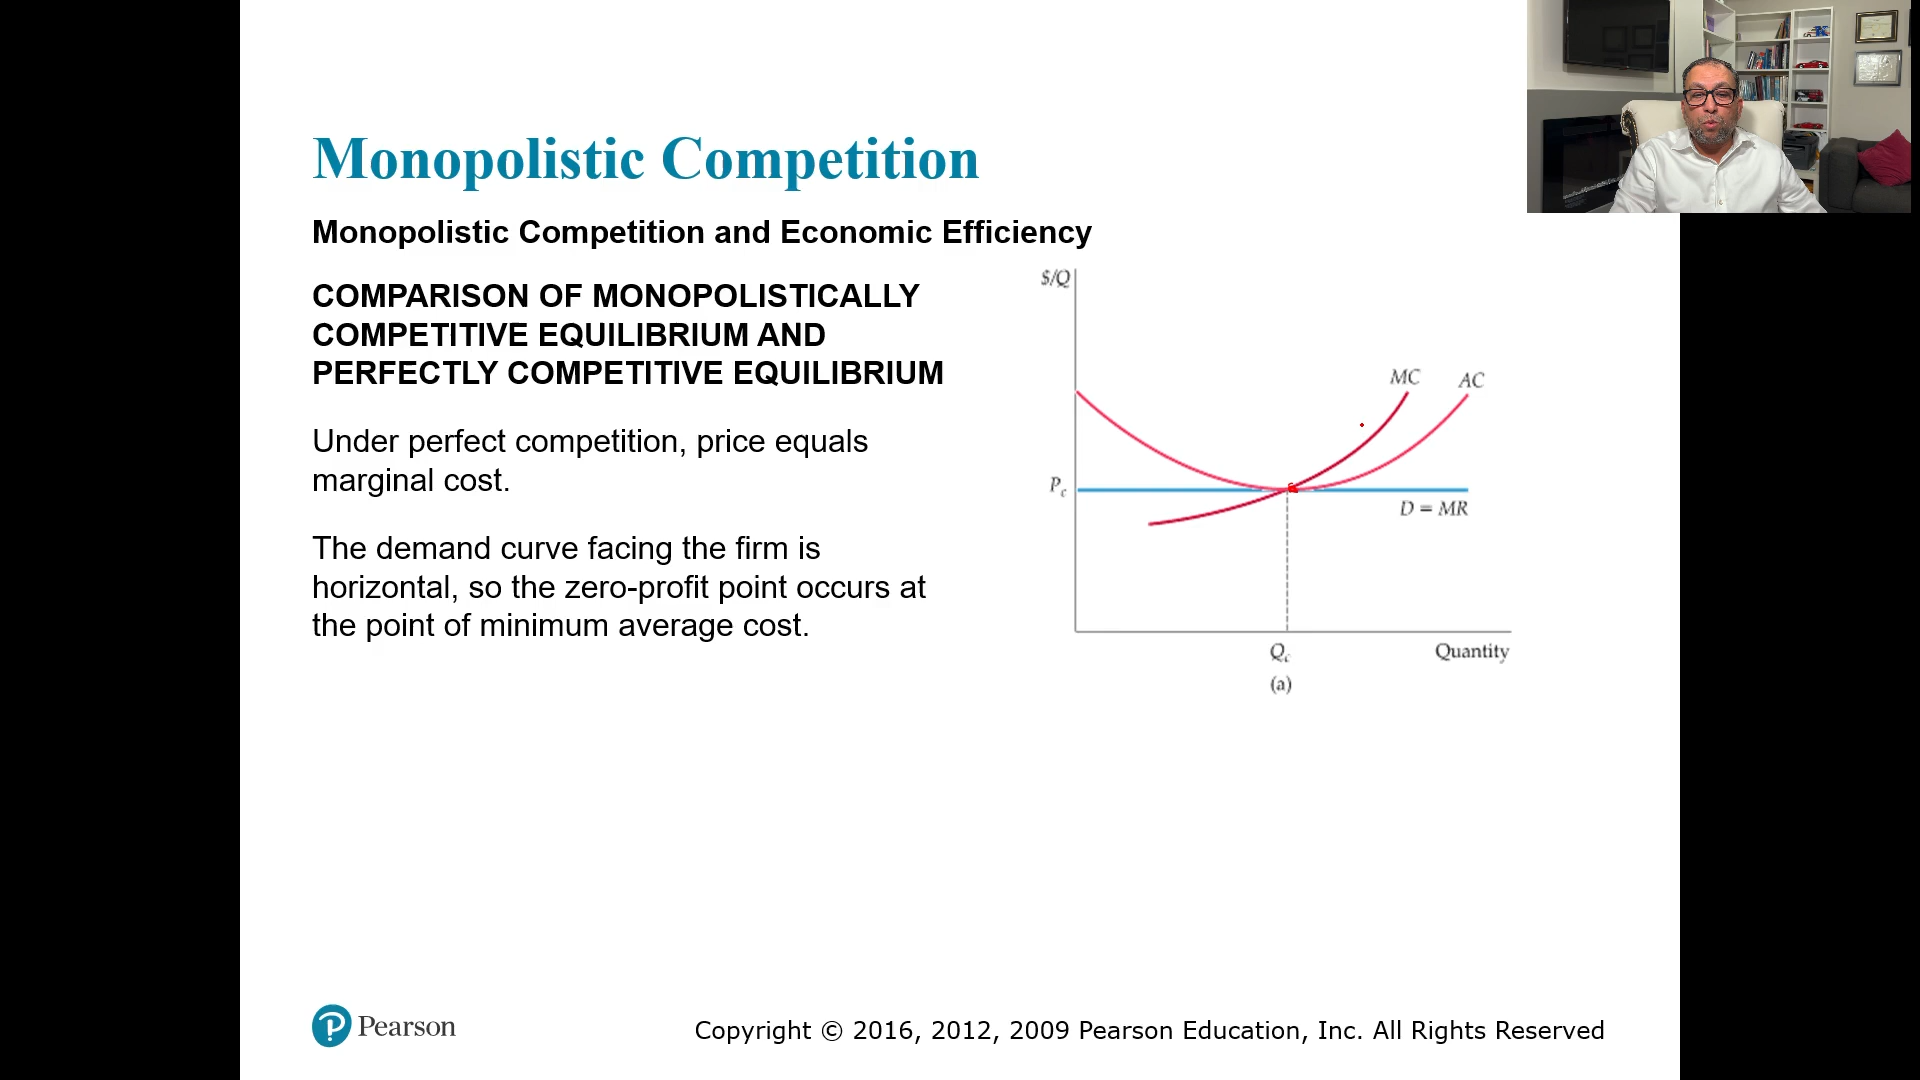 Monopolistic Competition
Monopolistic Competition and Economic Efficiency
COMPARISON OF MONOPOLISTICALLY
COMPETITIVE EQUILIBRIUM AND
PERFECTLY COMPETITIVE EQUILIBRIUM
Under perfect competition, price equals
marginal cost.
The demand curve facing the firm is
horizontal, so the zero-profit point occurs at
the point of minimum average cost.
$/Q
MC
AC
Pc
D = MR
Qc
Quantity
(a)
Pearson
Copyright © 2016, 2012, 2009 Pearson Education, Inc. All Rights Reserved